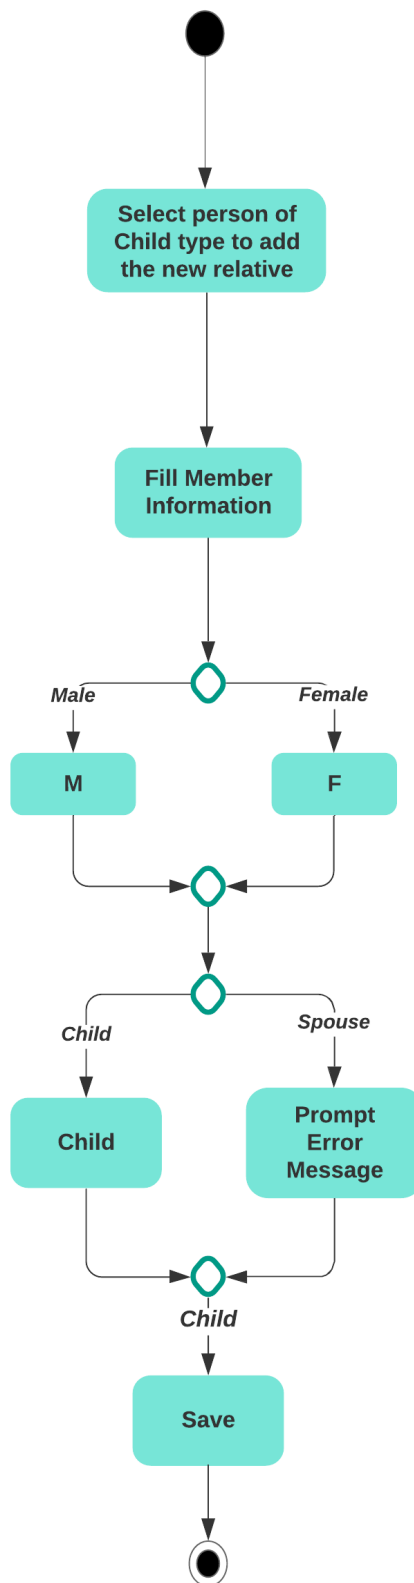 Select person of
Child type to add
the new relative
Fill Member
Information
Male
Female
M
F
Child
Spouse
Child
Prompt
Error
Message
Child
Save